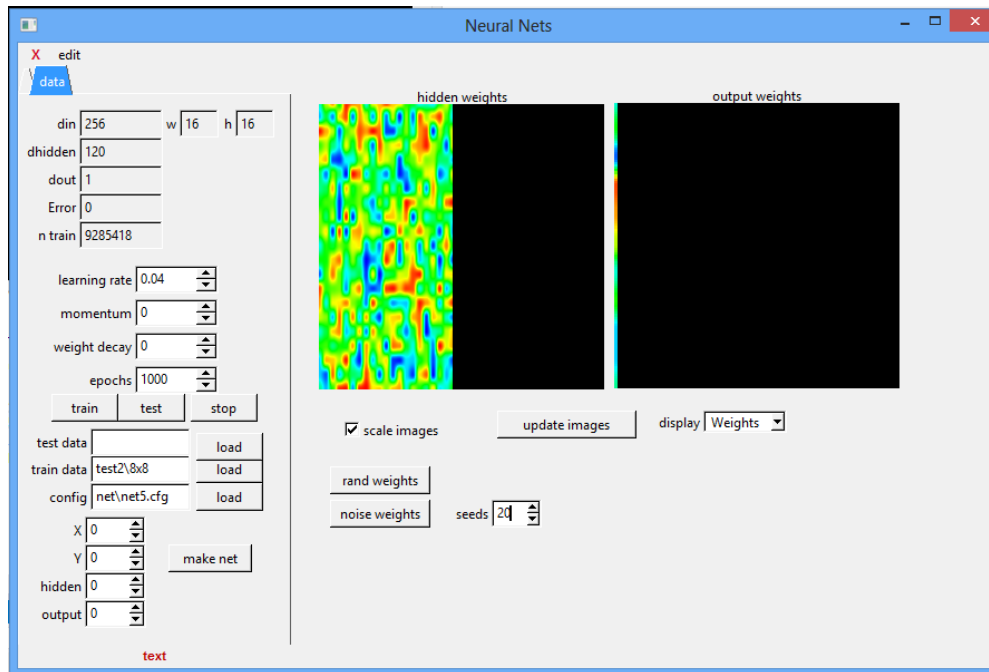 Neural Nets
X edit
data
hidden weights output weights
din 256 w 16 h 16
dhidden 120
dout 1
Error 0
n train 9285418
learning rate 0.04
momentum 0
weight decay 0
epochs 1000
train test stop
scale images update images display Weights
test data load
train data test2\8x8 load
config net\net5.cfg load
rand weights
noise weights seeds 20
X 0
Y 0 make net
hidden 0
output 0
text